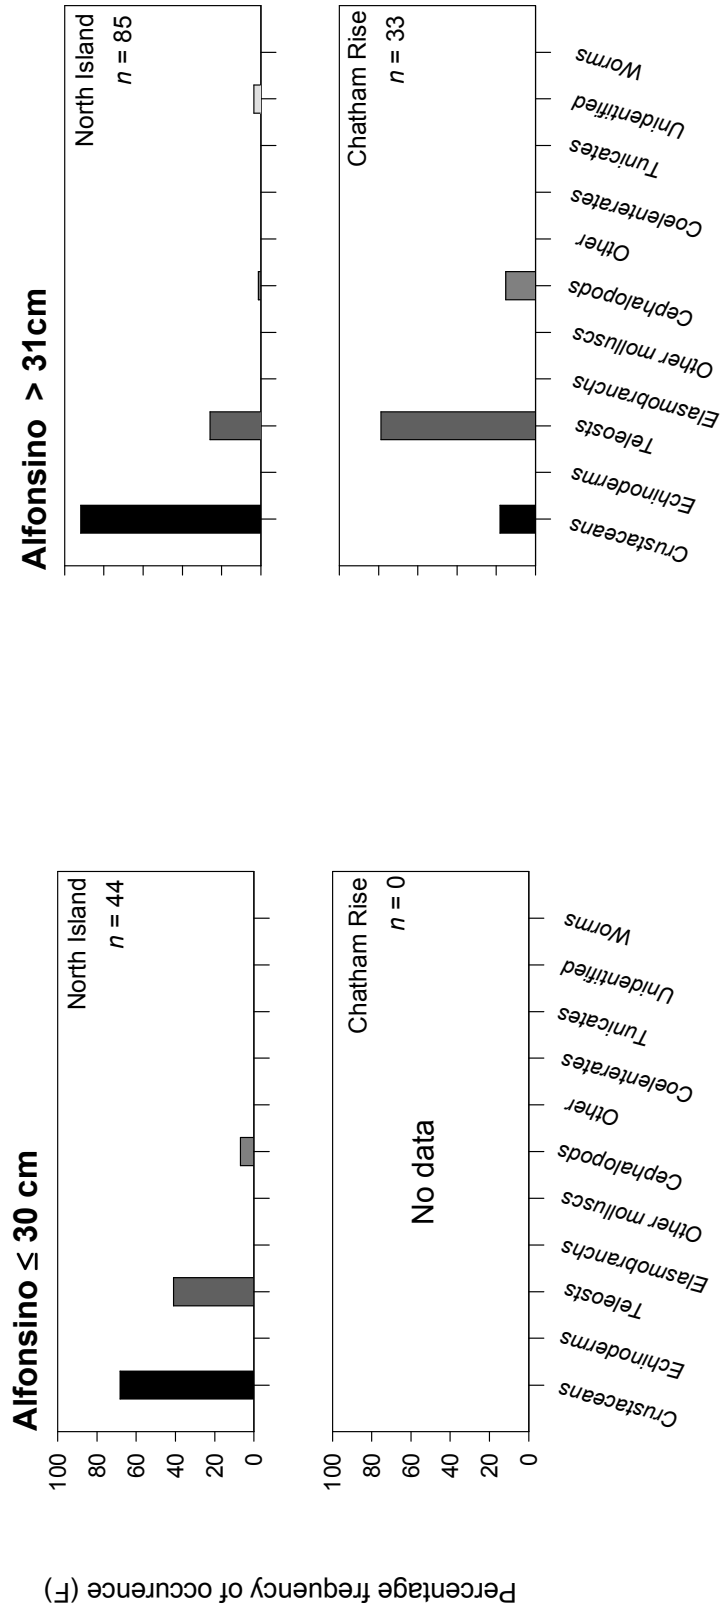 Alfonsino ≤ 30 cm
Alfonsino > 31cm
Percentage frequency of occurence (F)
100
80
60
40
20
0
North Island
n = 44
North Island
n = 85
100
80
60
40
20
0
Chatham Rise
n = 0
No data
Chatham Rise
n = 33
Crustaceans
Echinoderms
Teleosts
Elasmobranchs
Other molluscs
Cephalopods
Other
Coelenterates
Tunicates
Unidentified
Worms
Crustaceans
Echinoderms
Teleosts
Elasmobranchs
Other molluscs
Cephalopods
Other
Coelenterates
Tunicates
Unidentified
Worms